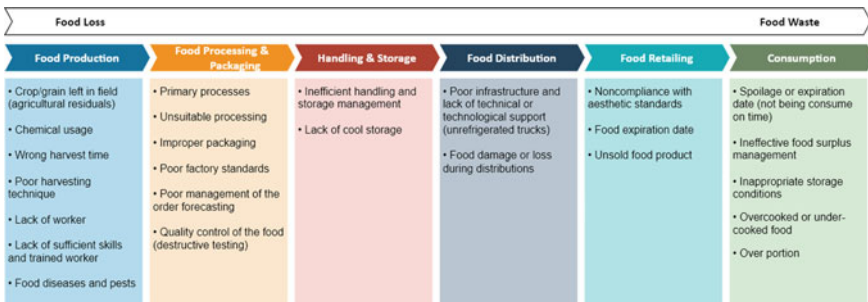 Food Loss
Food Waste
Food Production
Food Processing &
Packaging
Handling & Storage
Food Distribution
Food Retailing
Consumption
• Crop/grain left in field
(agricultural residuals)
• Chemical usage
• Wrong harvest time
• Poor harvesting
technique
• Lack of worker
• Lack of sufficient skills
and trained worker
• Food diseases and pests
• Primary processes
• Unsuitable processing
• Improper packaging
• Poor factory standards
• Poor management of the
order forecasting
• Quality control of the food
(destructive testing)
• Inefficient handling and
storage management
• Lack of cool storage
• Poor infrastructure and
lack of technical or
technological support
(unrefrigerated trucks)
• Food damage or loss
during distributions
• Noncompliance with
aesthetic standards
• Food expiration date
• Unsold food product
• Spoilage or expiration
date (not being consume
on time)
• Ineffective food surplus
management
• Inappropriate storage
conditions
• Overcooked or under-
cooked food
• Over portion